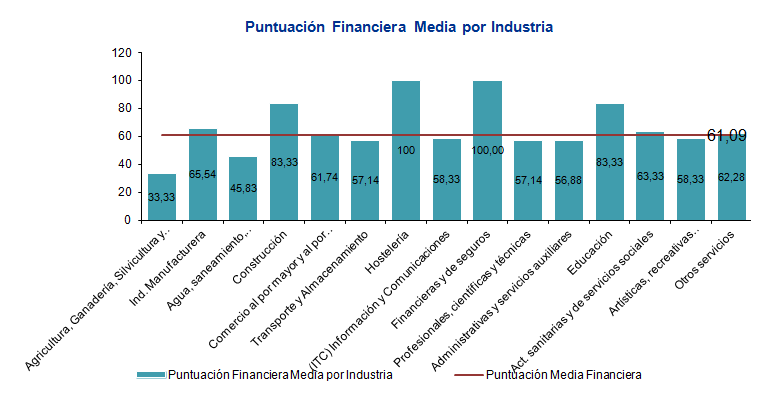 Puntuación Financiera Media por Industria
120
100
80
60
40
20
0
33,33
65,54
45,83
83,33
61,74
57,14
100
58,33
100,00
57,14
56,88
83,33
63,33
58,33
62,28
61,09
Agricultura, Ganadería, Silvicultura y...
Ind. Manufacturera
Agua, saneamiento...
Construcción
Comercio al por mayor y al por...
Transporte y Almacenamiento
Hostelería
(ITC) Información y Comunicaciones
Financieras y de seguros
Profesionales, científicas y técnicas
Administrativas y servicios auxiliares
Educación
Act. sanitarias y de servicios sociales
Artísticas, recreativas...
Otros servicios
Puntuación Financiera Media por Industria
Puntuación Media Financiera